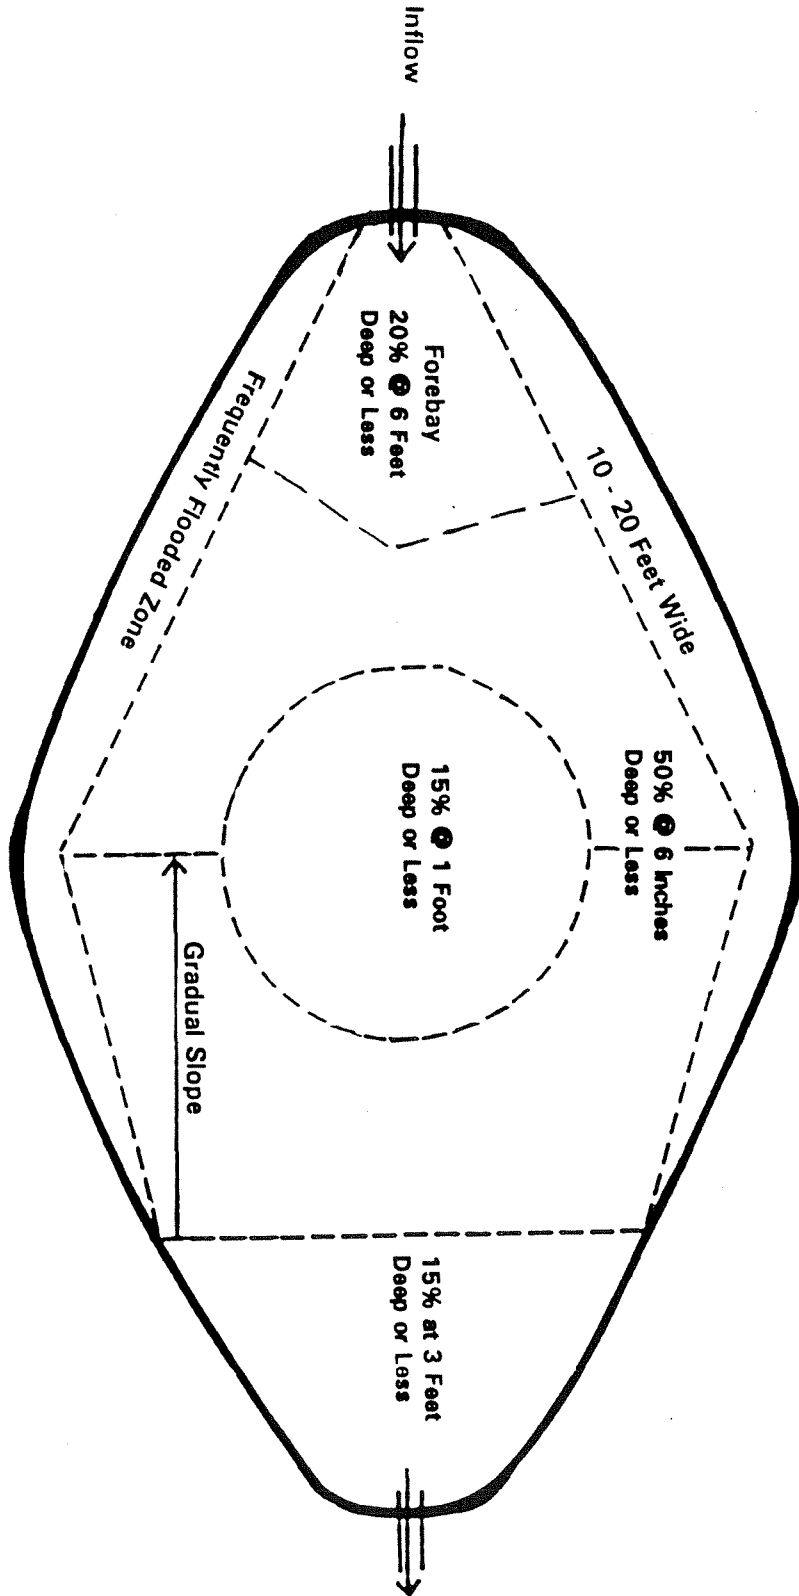 Inflow
Forebay
20% @ 6 Feet
Deep or Less
10 - 20 Feet Wide
Frequently Flooded Zone
50% @ 6 Inches
Deep or Less
15% @ 1 Foot
Deep or Less
Gradual Slope
15% at 3 Feet
Deep or Less